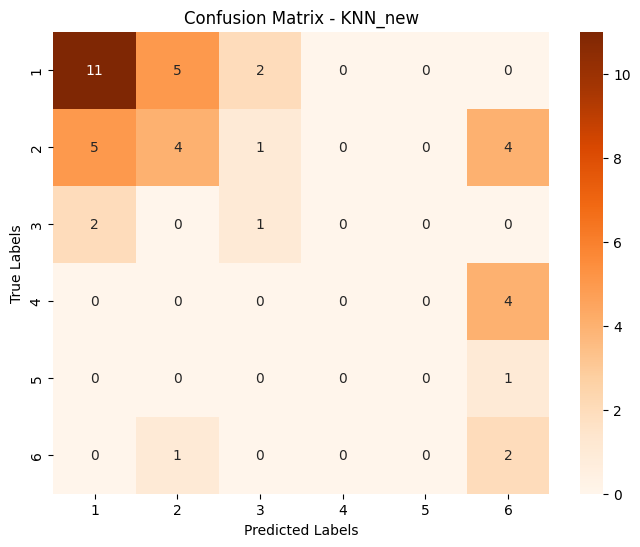 Confusion Matrix - KNN_new
1 11 5 2 0 0 0
2 5 4 1 0 0 4
3 2 0 1 0 0 0
4 0 0 0 0 0 4
5 0 0 0 0 0 1
6 0 1 0 0 0 2
1 2 3 4 5 6
True Labels
Predicted Labels
10
8
6
4
2
0